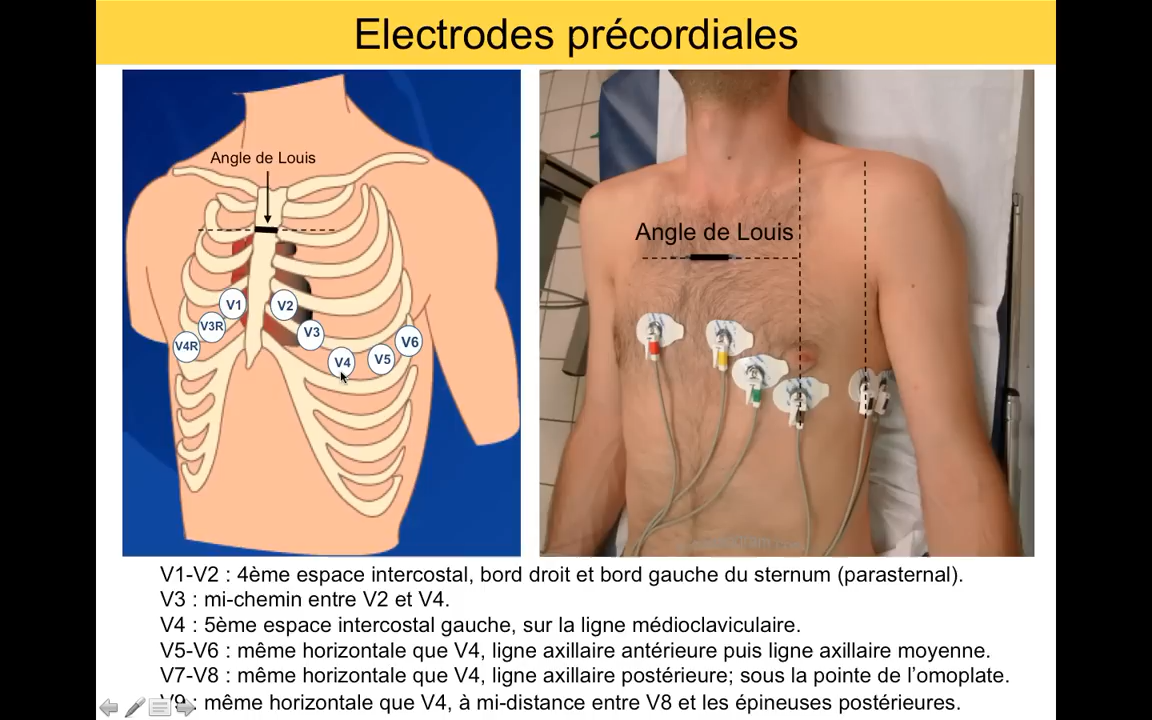 Electrodes précordiales
Angle de Louis
V1
V2
V3R
V3
V4R
V4
V5
V6
Angle de Louis
V1-V2 : 4ème espace intercostal, bord droit et bord gauche du sternum (parasternal).
V3 : mi-chemin entre V2 et V4.
V4 : 5ème espace intercostal gauche, sur la ligne médioclaviculaire.
V5-V6 : même horizontale que V4, ligne axillaire antérieure puis ligne axillaire moyenne.
V7-V8 : même horizontale que V4, ligne axillaire postérieure; sous la pointe de l’omoplate.
V9 : même horizontale que V4, à mi-distance entre V8 et les épineuses postérieures.